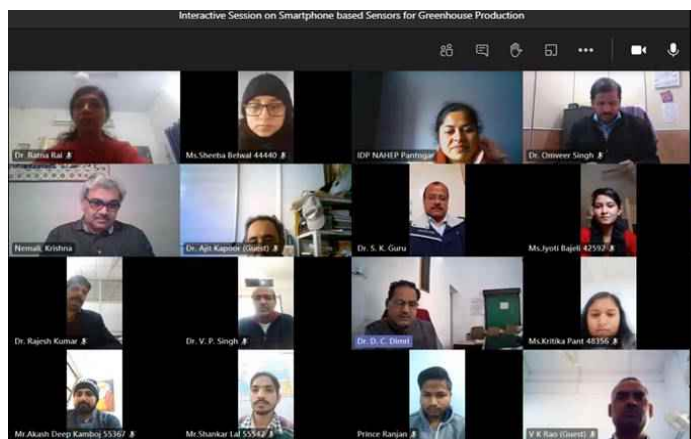 Interactive Session on Smartphone based Sensors for Greenhouse Production
Dr. Ratna Rai
Ms.Sheeba Belwal 44440
IDP NAHEP Pantnagar
Dr. Omveer Singh
Nemali, Krishna
Dr. Ajit Kapoor (Guest)
Dr. S. K. Guru
Ms.Jyoti Bajeli 42592
Dr. Rajesh Kumar
Dr. V. P. Singh
Dr. D. C. Dimri
Ms.Kritika Pant 48356
Mr.Akash Deep Kamboj 55367
Mr.Shankar Lal 55542
Prince Ranjan
V K Rao (Guest)